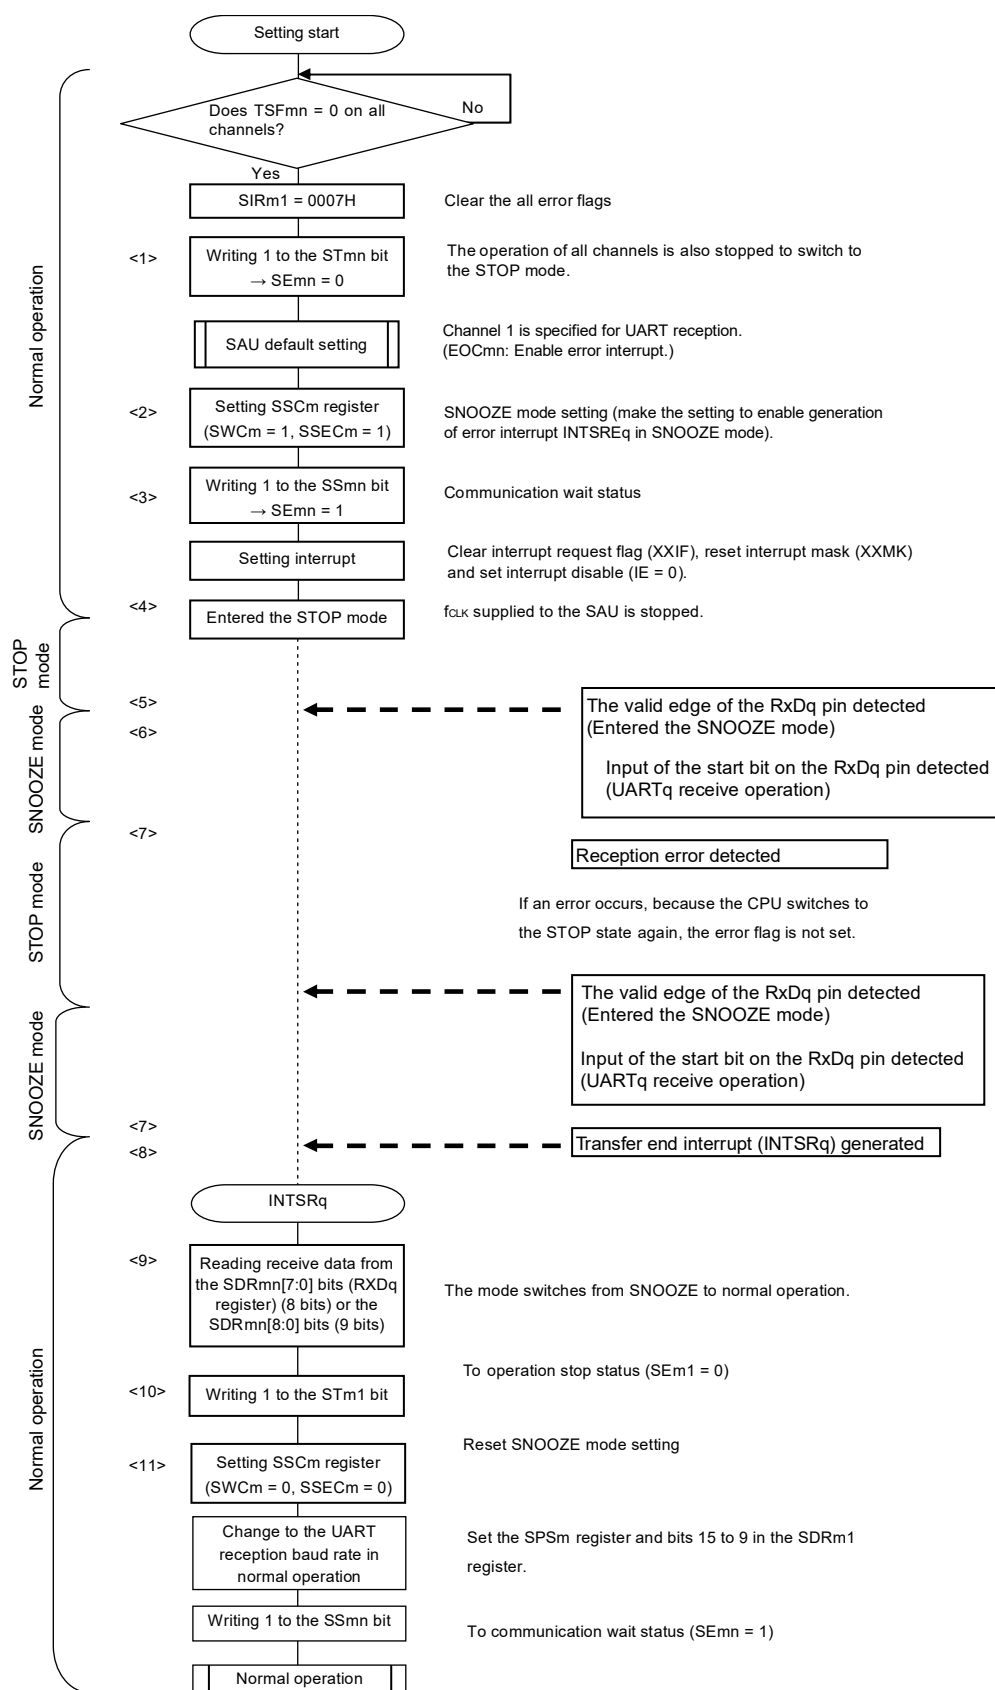 Setting start
Does TSFmn = 0 on all
channels?
No
Yes
SIRm1 = 0007H
Clear the all error flags
<1>
Writing 1 to the STmn bit
→ SEmn = 0
The operation of all channels is also stopped to switch to
the STOP mode.
SAU default setting
Channel 1 is specified for UART reception.
(EOCmn: Enable error interrupt.)
<2>
Setting SSCm register
(SWCm = 1, SSECm = 1)
SNOOZE mode setting (make the setting to enable generation
of error interrupt INTSREq in SNOOZE mode).
<3>
Writing 1 to the SSmn bit
→ SEmn = 1
Communication wait status
Setting interrupt
Clear interrupt request flag (XXIF), reset interrupt mask (XXMK)
and set interrupt disable (IE = 0).
<4>
Entered the STOP mode
fCLK supplied to the SAU is stopped.
Normal operation
STOP
mode
<5>
<6>
The valid edge of the RxDq pin detected
(Entered the SNOOZE mode)
Input of the start bit on the RxDq pin detected
(UARTq receive operation)
SNOOZE mode
<7>
Reception error detected
If an error occurs, because the CPU switches to
the STOP state again, the error flag is not set.
STOP mode
The valid edge of the RxDq pin detected
(Entered the SNOOZE mode)
Input of the start bit on the RxDq pin detected
(UARTq receive operation)
SNOOZE mode
<7>
<8>
Transfer end interrupt (INTSRq) generated
INTSRq
<9>
Reading receive data from
the SDRmn[7:0] bits (RXDq
register) (8 bits) or the
SDRmn[8:0] bits (9 bits)
The mode switches from SNOOZE to normal operation.
To operation stop status (SEm1 = 0)
<10>
Writing 1 to the STm1 bit
Reset SNOOZE mode setting
<11>
Setting SSCm register
(SWCm = 0, SSECm = 0)
Normal operation
Change to the UART
reception baud rate in
normal operation
Set the SPSm register and bits 15 to 9 in the SDRm1
register.
Writing 1 to the SSmn bit
To communication wait status (SEmn = 1)
Normal operation